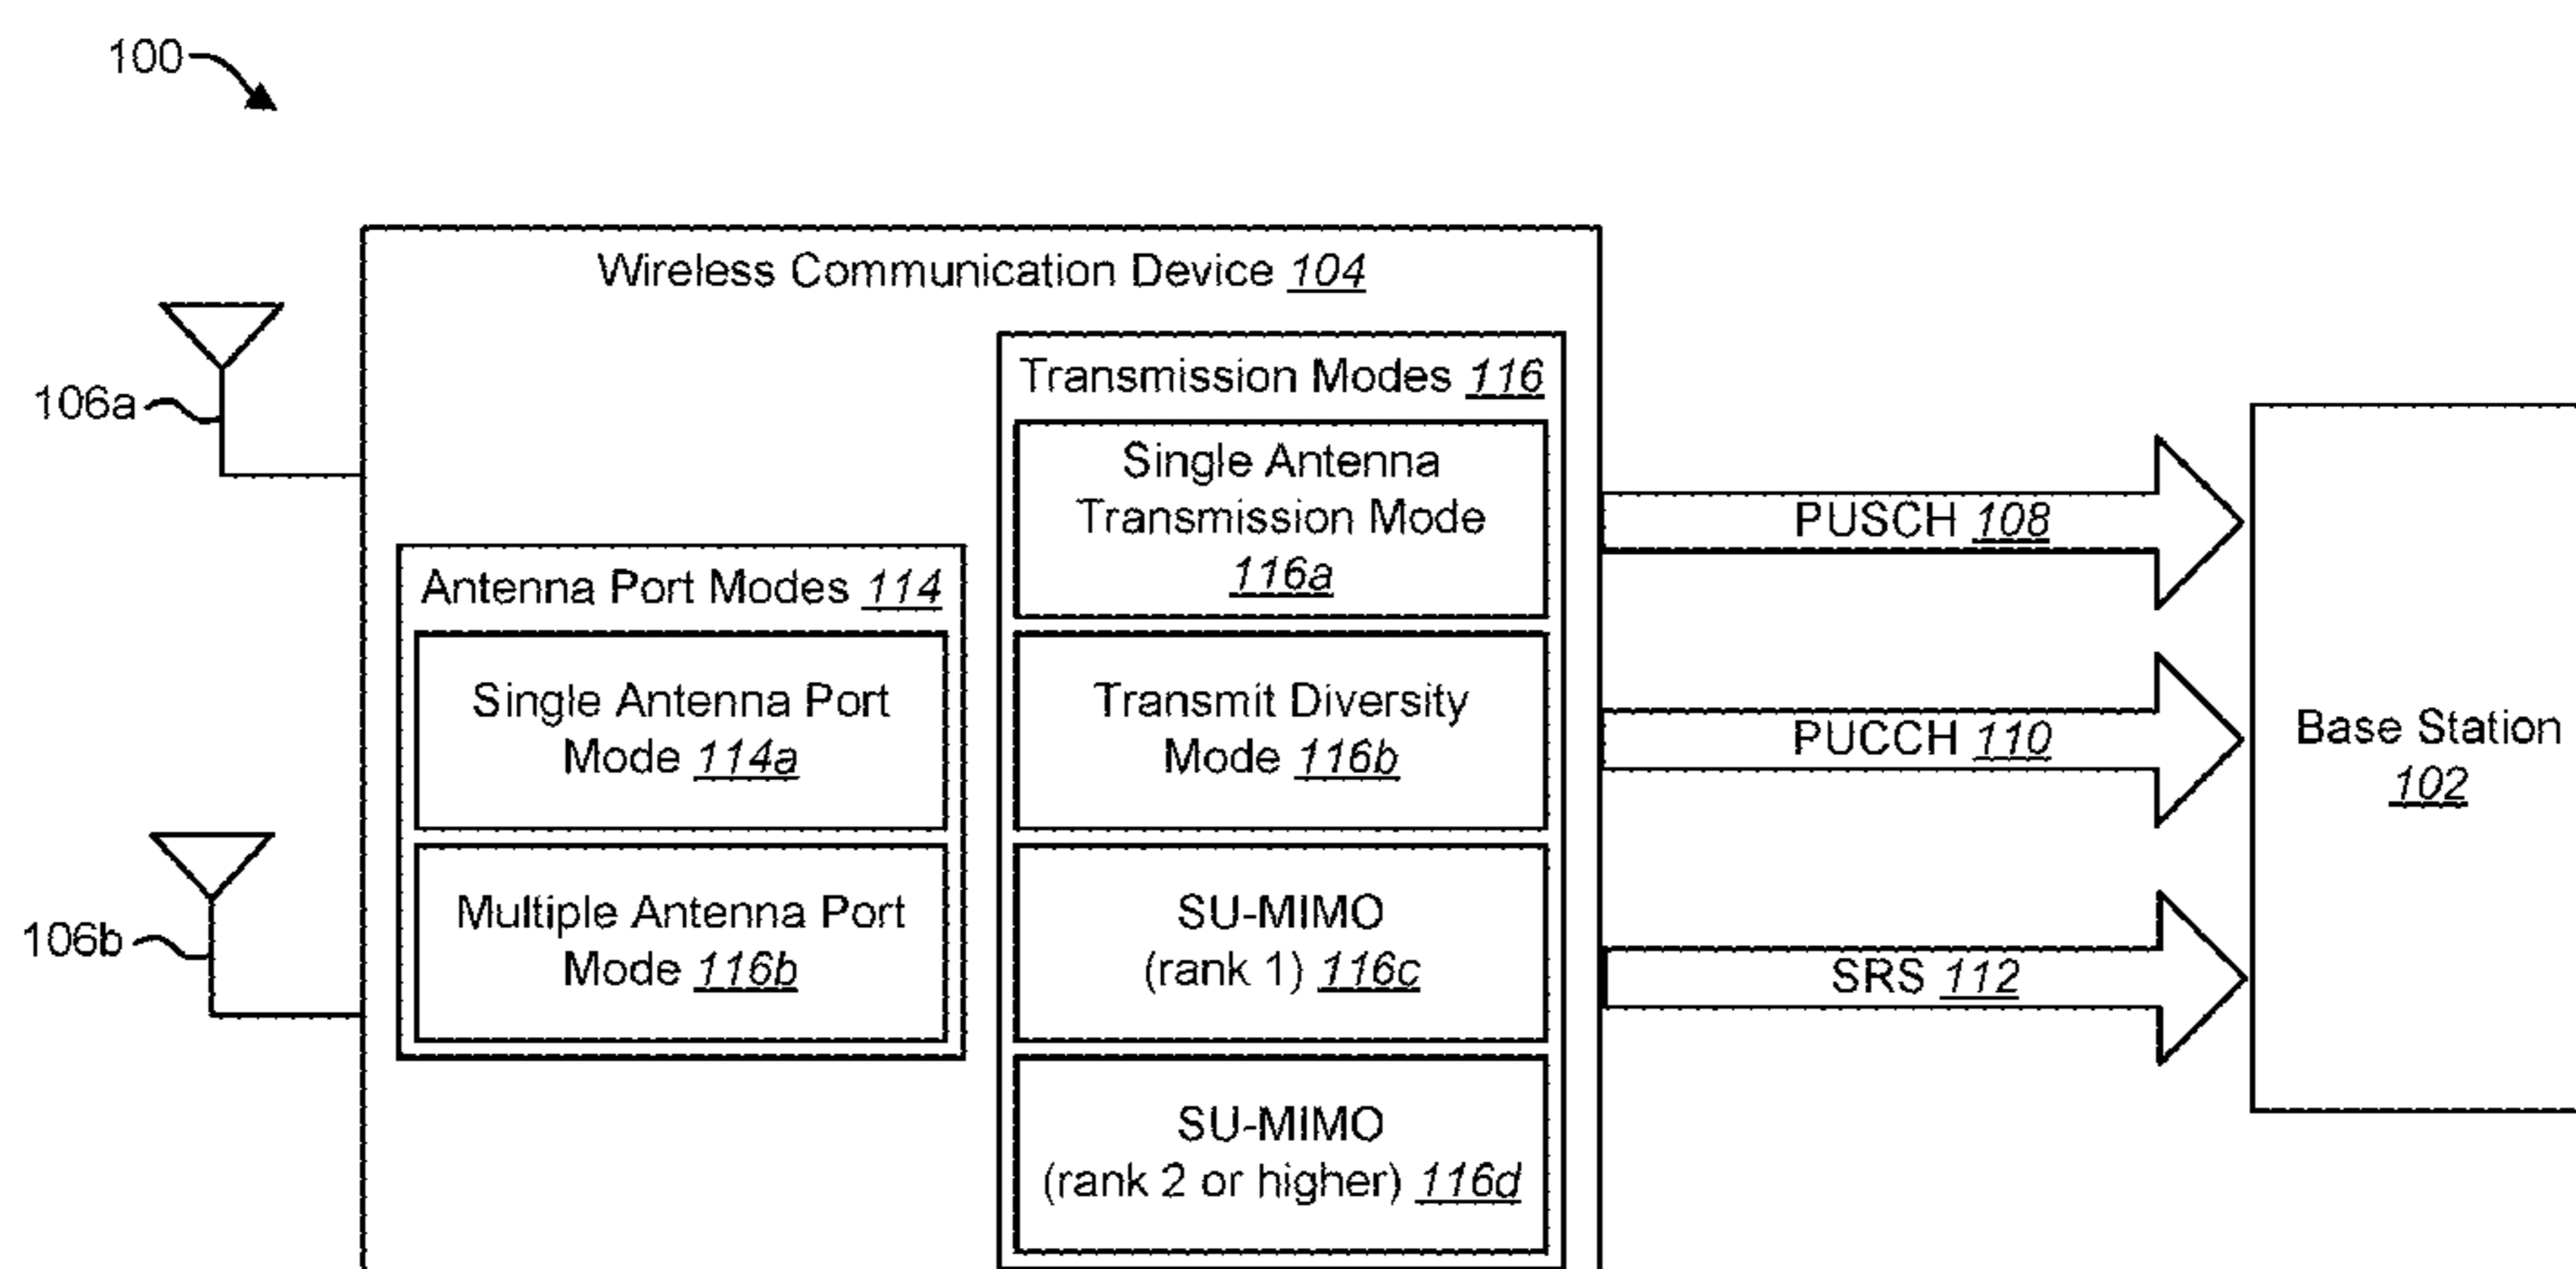 100
Wireless Communication Device 104
106a
Transmission Modes 116
Single Antenna
Transmission Mode
116a
PUSCH 108
Antenna Port Modes 114
Single Antenna Port
Mode 114a
Transmit Diversity
Mode 116b
PUCCH 110
Base Station
102
106b
Multiple Antenna Port
Mode 116b
SU-MIMO
(rank 1) 116c
SRS 112
SU-MIMO
(rank 2 or higher) 116d